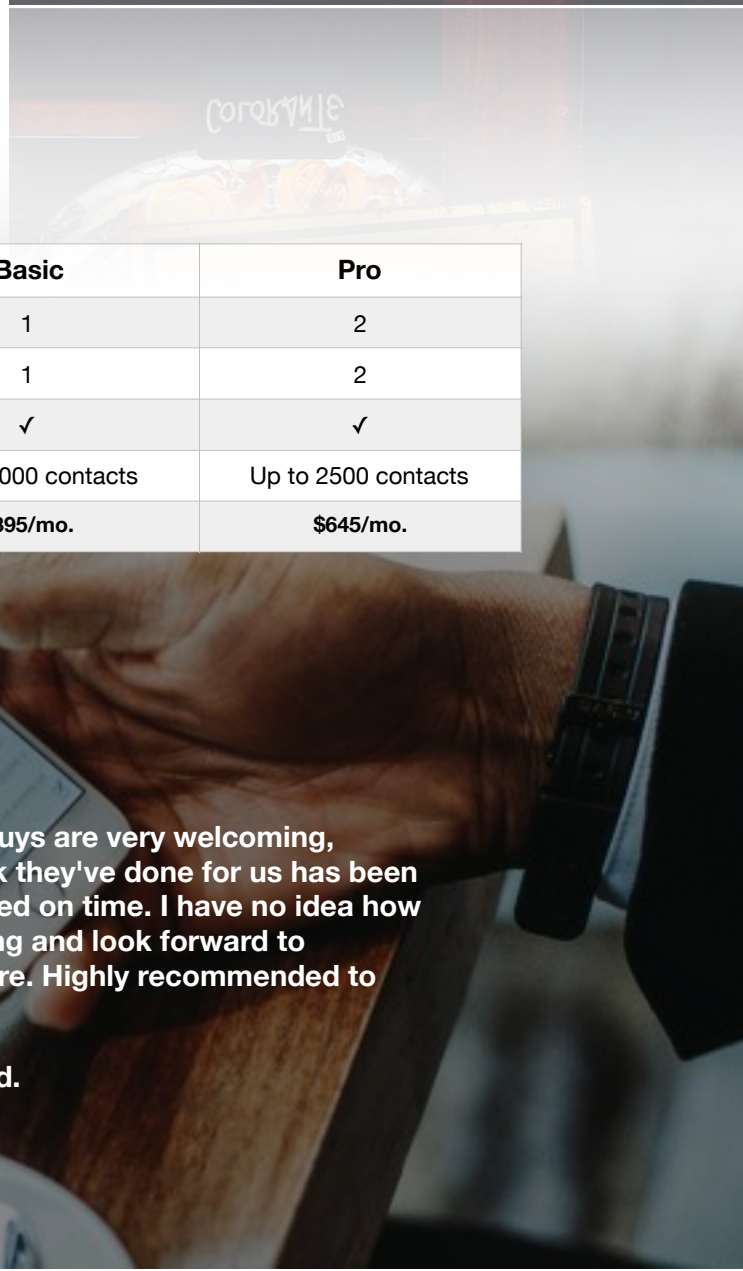 COLORANTE
Basic Pro
1 2
1 2
✓ ✓
000 contacts Up to 2500 contacts
95/mo. $645/mo.
uys are very welcoming,
k they've done for us has been
ed on time. I have no idea how
ng and look forward to
re. Highly recommended to
d.